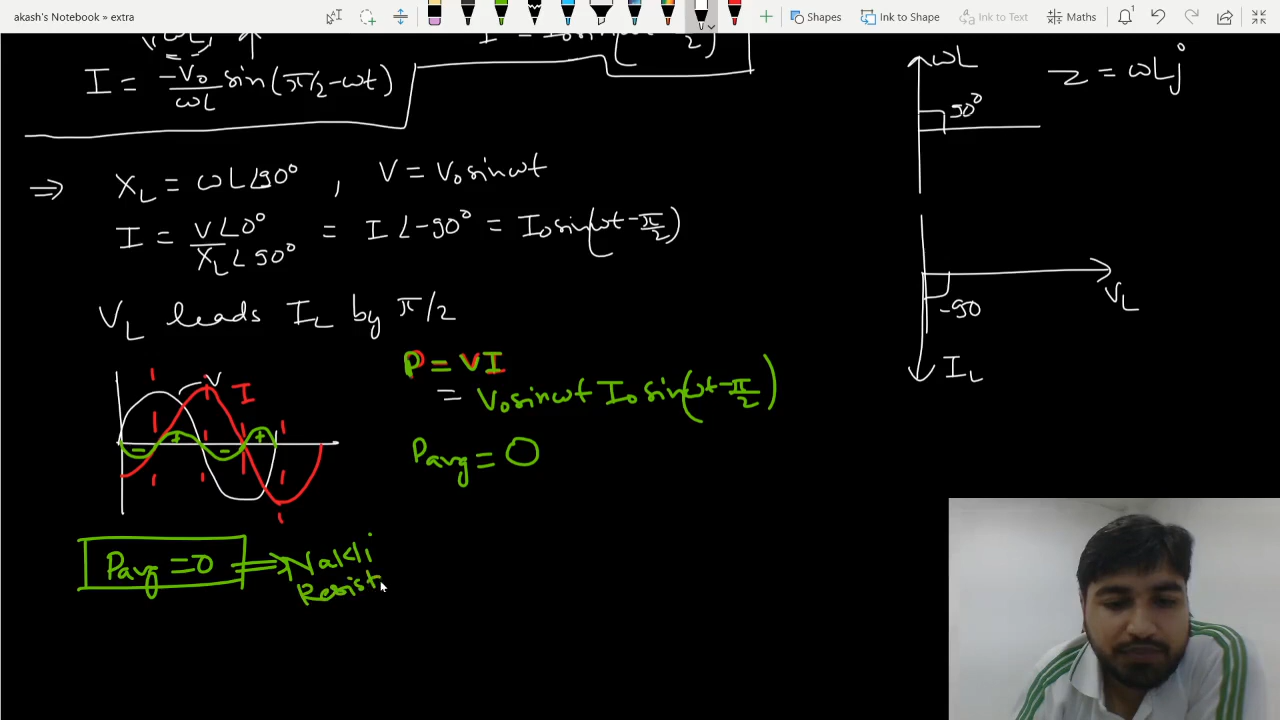 akash's Notebook » extra
Shapes
Ink to Shape
Ink to Text
Maths
I = -V₀/ωL sin(π/2-ωt)
ωL
90°
z = ωLj
⇒ X_L = ωL∠90° , V = V₀sinωt
I = V∠0°/X_L∠90° = I∠-90° = I₀sin(ωt-π/2)
V_L
-90
I_L
V_L leads I_L by π/2
V
I
P = VI
= V₀sinωt I₀sin(ωt-π/2)
- + - +
Pavg = 0
Pavg = 0 ⇒ Nakli
Resist